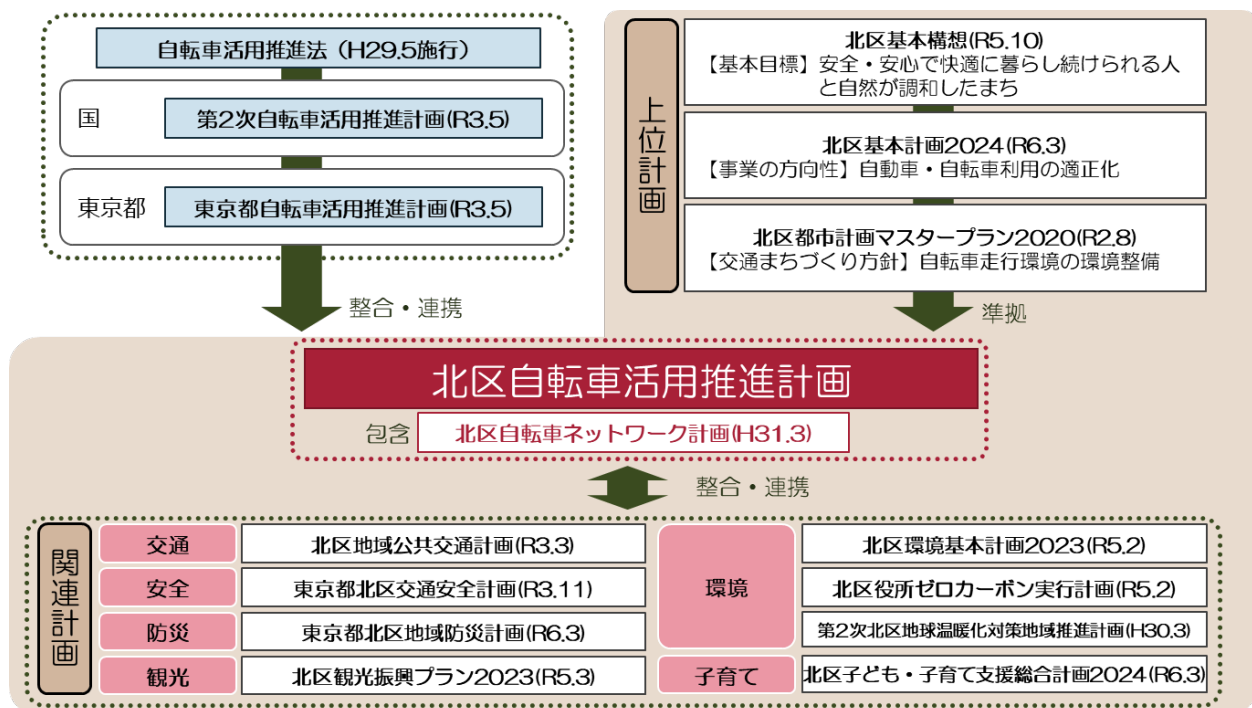 自転車活用推進法（H29.5施行）
国
第2次自転車活用推進計画(R3.5)
東京都
東京都自転車活用推進計画(R3.5)
整合・連携
上位計画
北区基本構想(R5.10)
【基本目標】安全・安心で快適に暮らし続けられる人
と自然が調和したまち
北区基本計画2024(R6.3)
【事業の方向性】自動車・自転車利用の適正化
北区都市計画マスタープラン2020(R2.8)
【交通まちづくり方針】自転車走行環境の環境整備
準拠
北区自転車活用推進計画
包含
北区自転車ネットワーク計画(H31.3)
整合・連携
関連計画
交通
北区地域公共交通計画(R3.3)
安全
東京都北区交通安全計画(R3.11)
防災
東京都北区地域防災計画(R6.3)
観光
北区観光振興プラン2023(R5.3)
環境
北区環境基本計画2023(R5.2)
北区役所ゼロカーボン実行計画(R5.2)
第2次北区地球温暖化対策地域推進計画(H30.3)
子育て
北区子ども・子育て支援総合計画2024(R6.3)